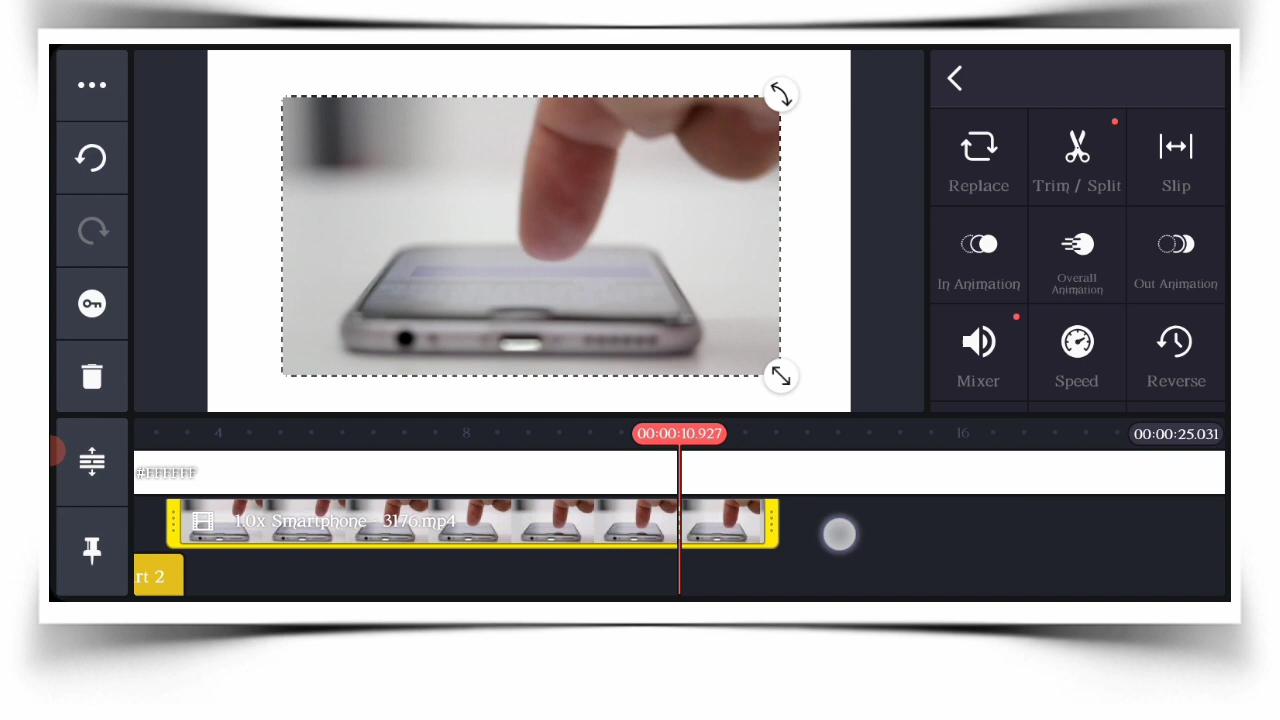 Replace
Trim / Split
Slip
In Animation
Overall
Animation
Out Animation
Mixer
Speed
Reverse
4
8
00:00:10.927
16
00:00:25.031
#FFFFFF
1.0x Smartphone - 3176.mp4
rt 2